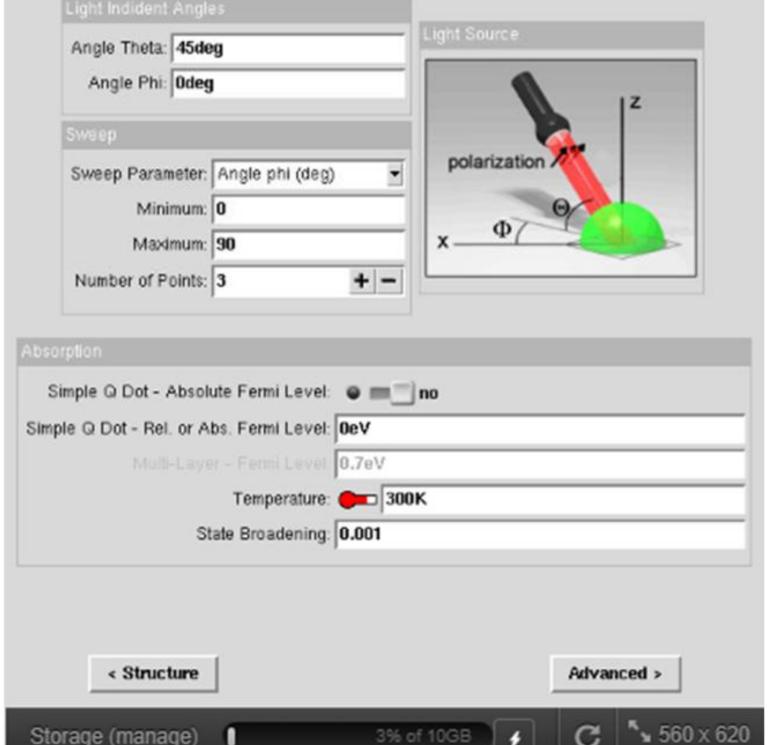 Light Indident Angles
Angle Theta: 45deg
Angle Phi: 0deg
Light Source
polarization
Z
Θ
Φ
X
Sweep
Sweep Parameter: Angle phi (deg)
Minimum: 0
Maximum: 90
Number of Points: 3 + −
Absorption
Simple Q Dot - Absolute Fermi Level: no
Simple Q Dot - Rel. or Abs. Fermi Level: 0eV
Multi-Layer - Fermi Level: 0.7eV
Temperature: 300K
State Broadening: 0.001
< Structure
Advanced >
Storage (manage) 3% of 10GB 560 x 620